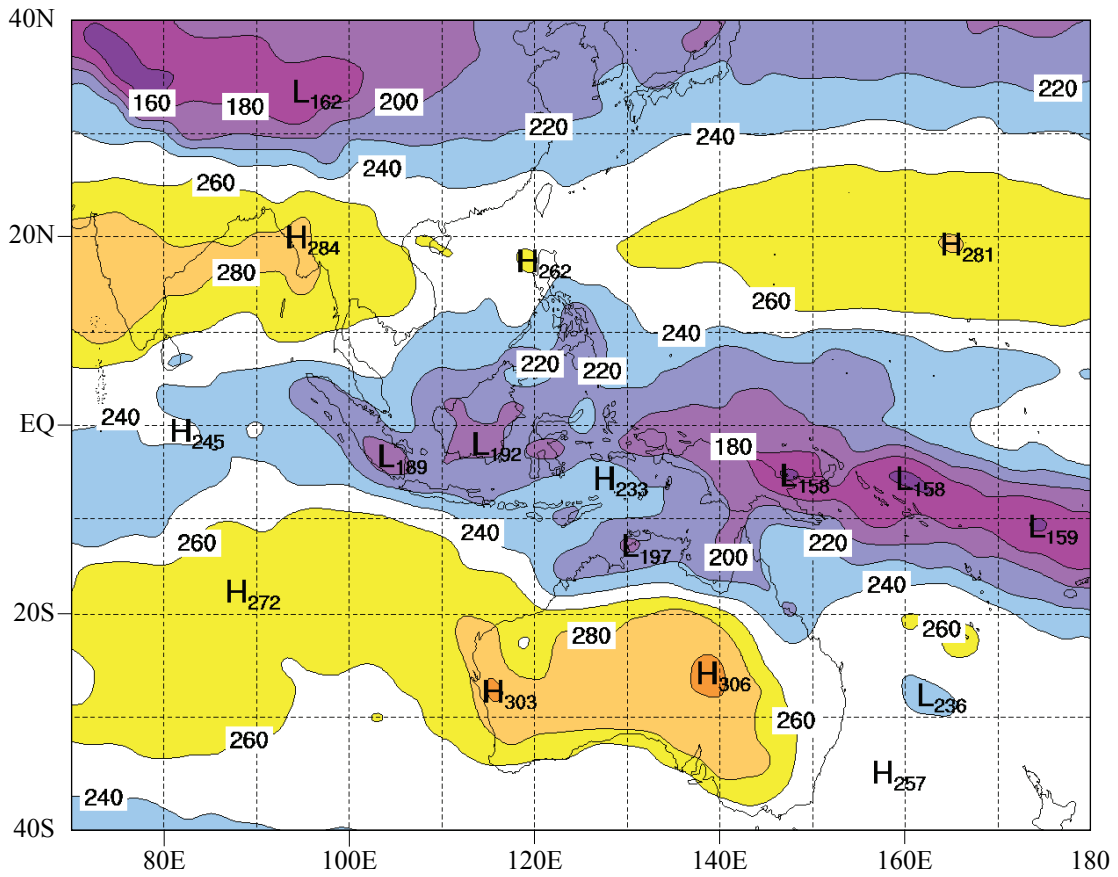 40N
160 180 L162 200 220 220
240 240
260
20N H284 H281
280 H262
260
240
220 220
EQ 240 H245
L192 180
L189 H233 L158 L158
L159
260 240 L197 200 220
H272 240
20S
280 260
H303 H306 L236
260 260
H257
240
40S
80E 100E 120E 140E 160E 180